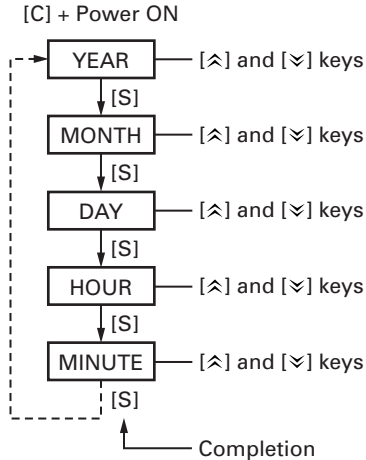 [C] + Power ON
YEAR [︽] and [︾] keys
[S]
MONTH [︽] and [︾] keys
[S]
DAY [︽] and [︾] keys
[S]
HOUR [︽] and [︾] keys
[S]
MINUTE [︽] and [︾] keys
[S]
Completion